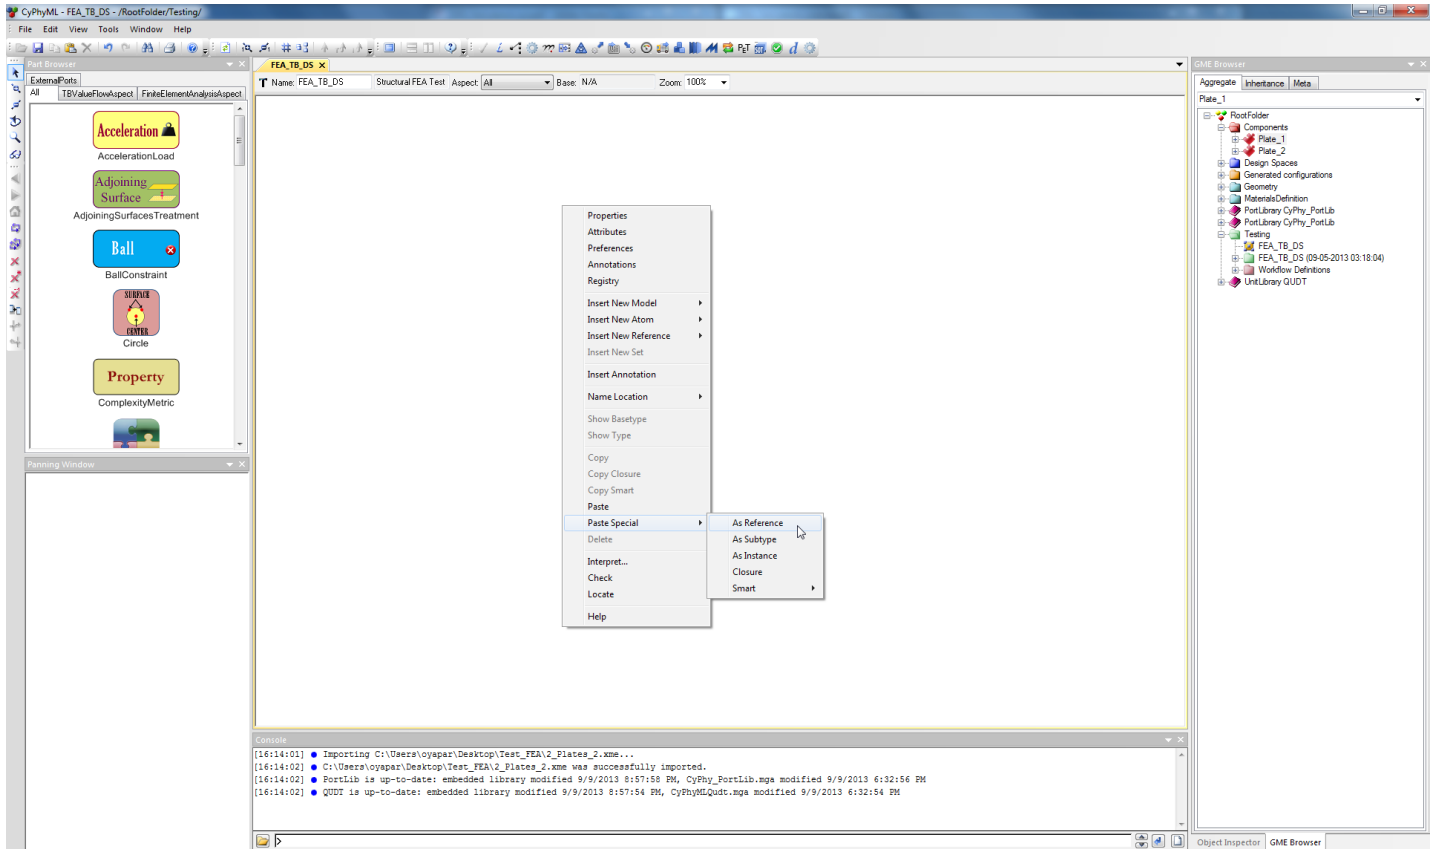 CyPhyML - FEA_TB_DS - /RootFolder/Testing/
File Edit View Tools Window Help
Part Browser
ExternalPorts
All TBValueFlowAspect FiniteElementAnalysisAspect
Acceleration
AccelerationLoad
Adjoining
Surface
AdjoiningSurfacesTreatment
Ball
BallConstraint
SURFACE
CENTER
Circle
Property
ComplexityMetric
Panning Window
FEA_TB_DS
Name: FEA_TB_DS Structural FEA Test Aspect: All Base: N/A Zoom: 100%
Properties
Attributes
Preferences
Annotations
Registry
Insert New Model
Insert New Atom
Insert New Reference
Insert New Set
Insert Annotation
Name Location
Show Basetype
Show Type
Copy
Copy Closure
Copy Smart
Paste
Paste Special
Delete
Interpret...
Check
Locate
Help
As Reference
As Subtype
As Instance
Closure
Smart
Console
[16:14:01] Importing C:\Users\oyapar\Desktop\Test_FEA\2_Plates_2.xme...
[16:14:02] C:\Users\oyapar\Desktop\Test_FEA\2_Plates_2.xme was successfully imported.
[16:14:02] PortLib is up-to-date: embedded library modified 9/9/2013 8:57:58 PM, CyPhy_PortLib.mga modified 9/9/2013 6:32:56 PM
[16:14:02] QUDT is up-to-date: embedded library modified 9/9/2013 8:57:54 PM, CyPhyMLQudt.mga modified 9/9/2013 6:32:54 PM
GME Browser
Aggregate Inheritance Meta
Plate_1
RootFolder
Components
Plate_1
Plate_2
Design Spaces
Generated configurations
Geometry
MaterialsDefinition
PortLibrary CyPhy_PortLib
PortLibrary CyPhy_PortLib
Testing
FEA_TB_DS
FEA_TB_DS (09-05-2013 03:18:04)
Workflow Definitions
UnitLibrary QUDT
Object Inspector GME Browser